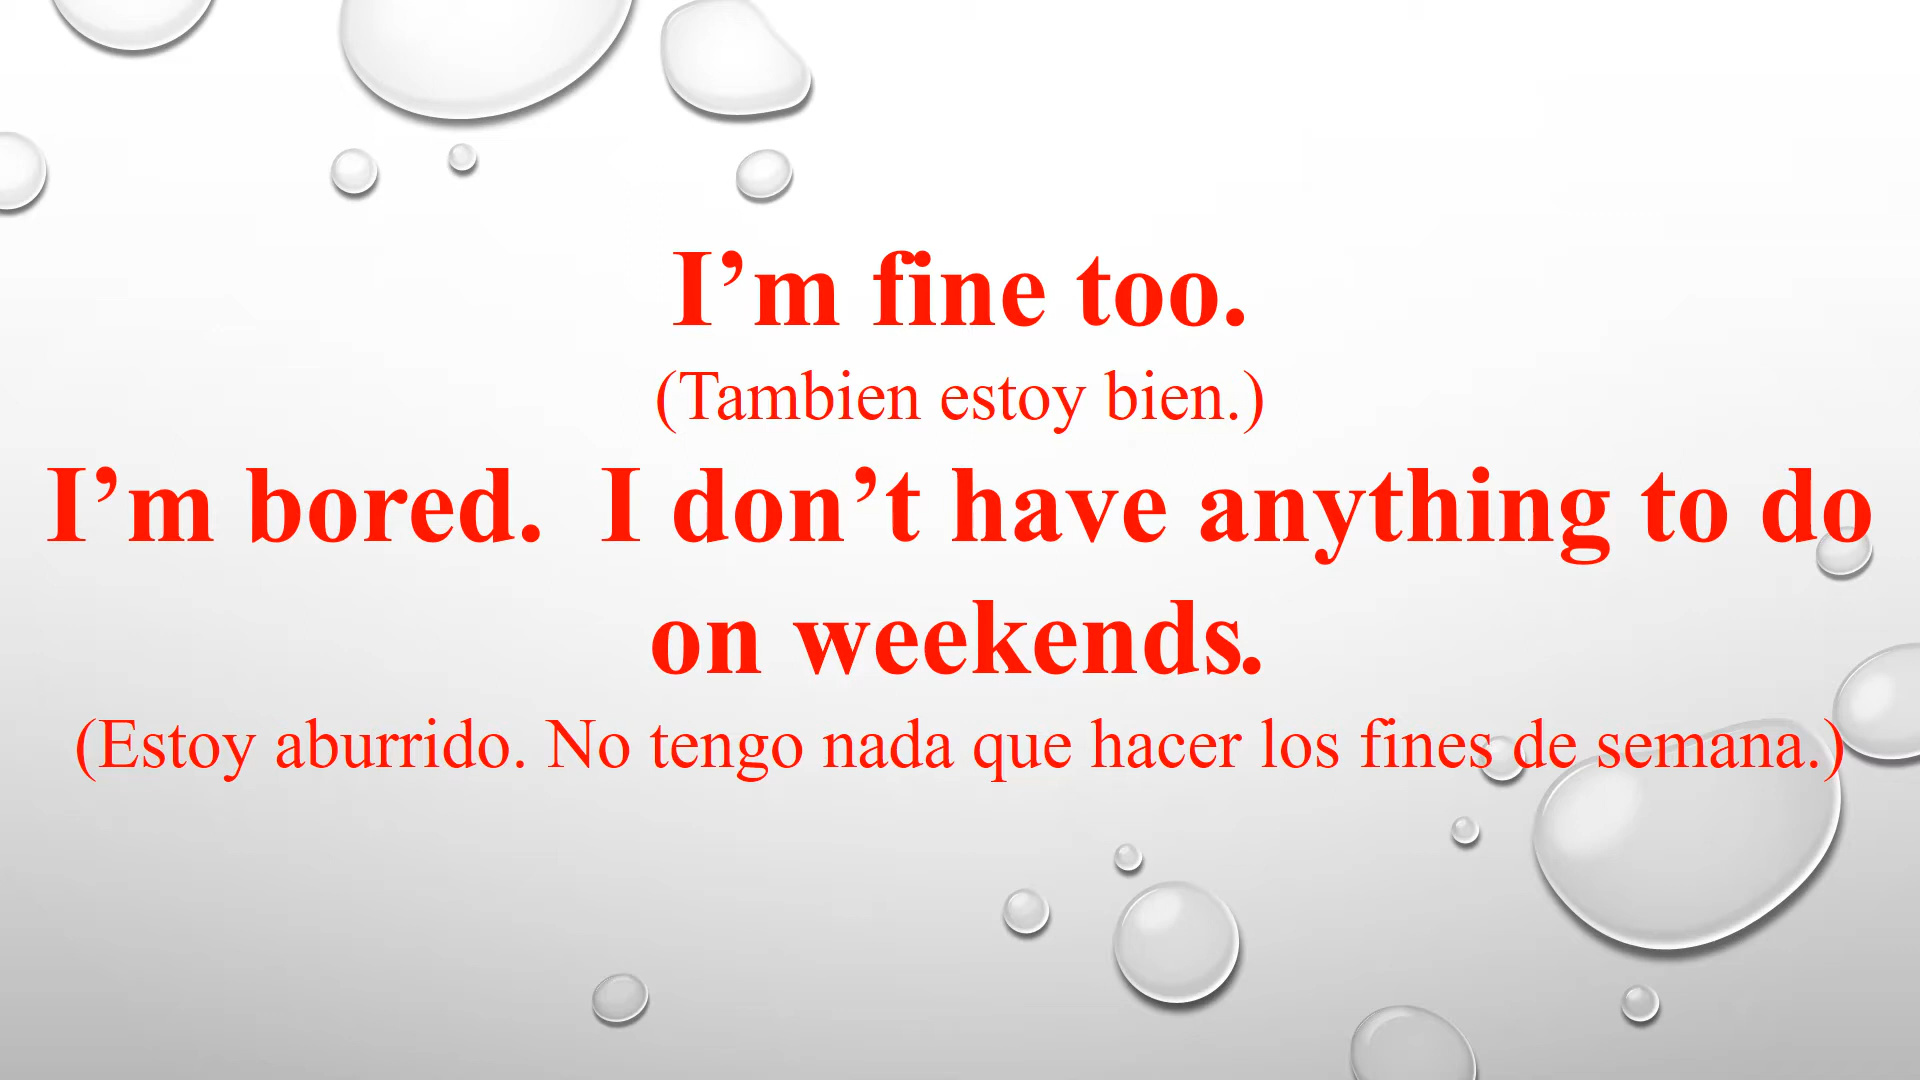 I’m fine too.
(Tambien estoy bien.)
I’m bored.  I don’t have anything to do
on weekends.
(Estoy aburrido. No tengo nada que hacer los fines de semana.)